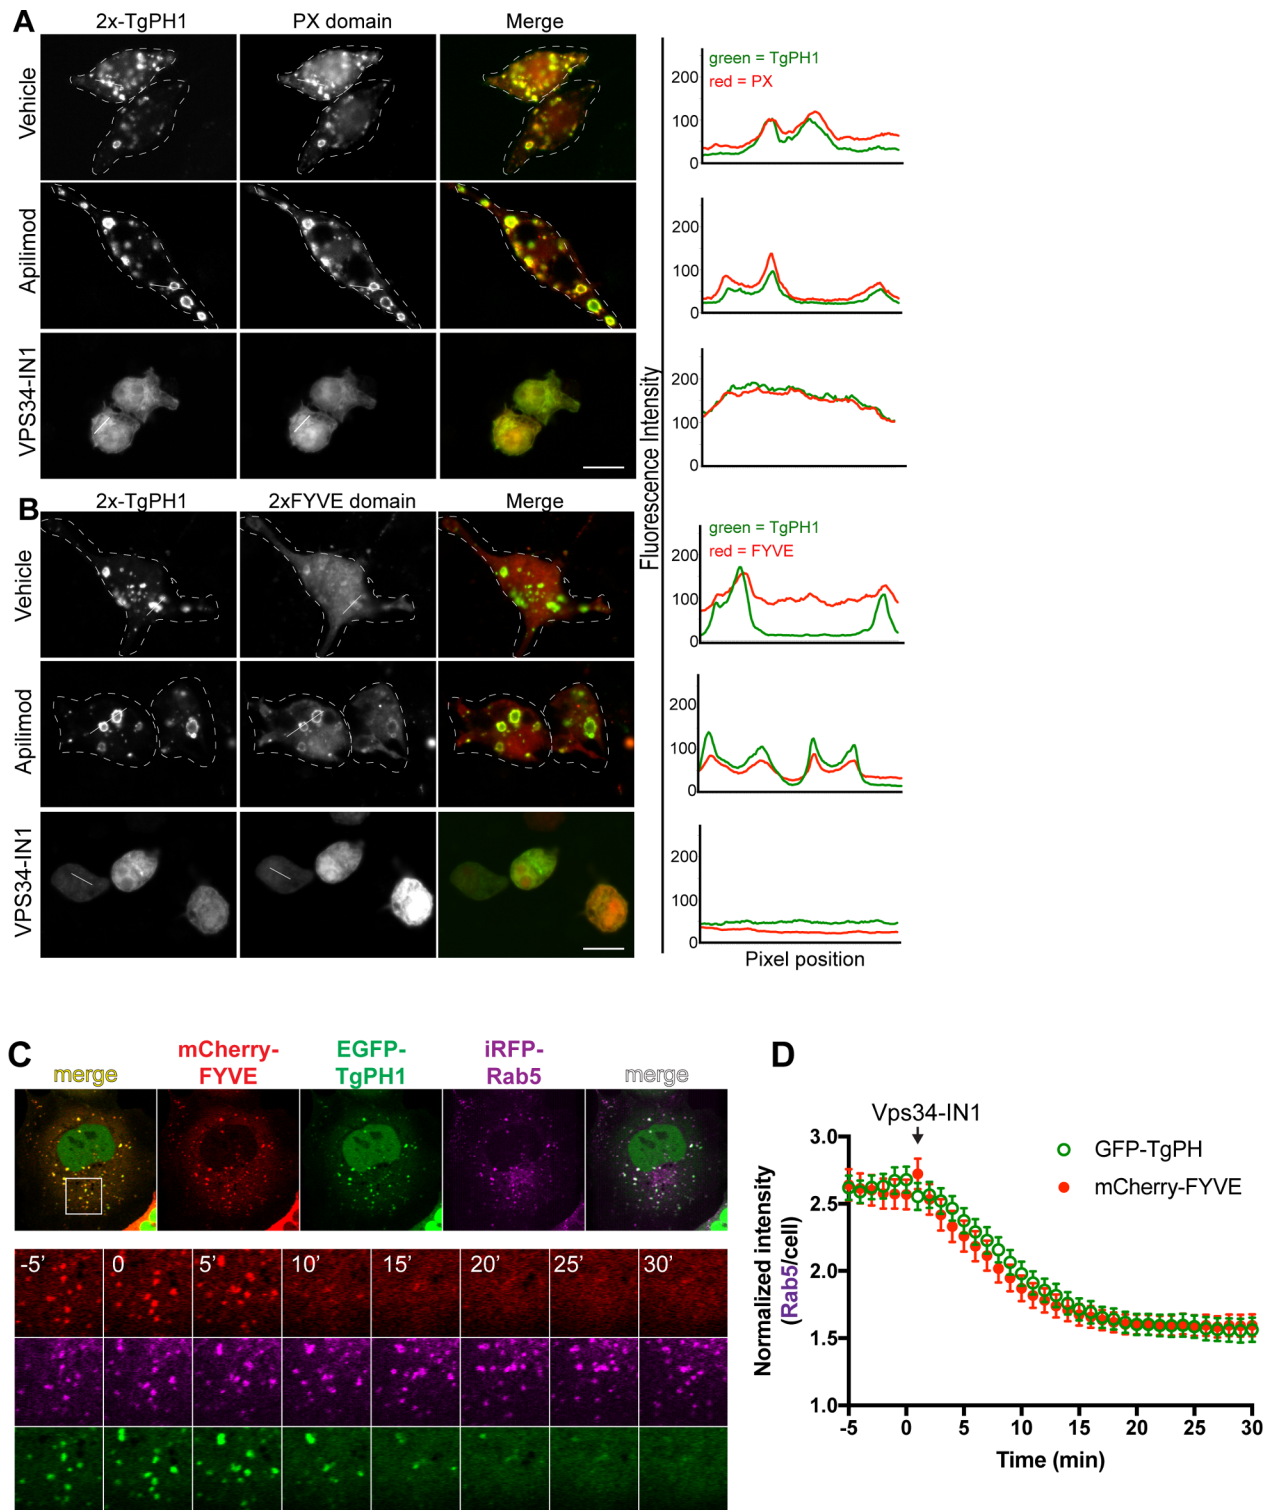 A
2x-TgPH1 PX domain Merge
Vehicle
Apilimod
VPS34-IN1
green = TgPH1
red = PX
200
100
0
200
100
0
200
100
0
Fluorescence Intensity
B
2x-TgPH1 2xFYVE domain Merge
Vehicle
Apilimod
VPS34-IN1
green = TgPH1
red = FYVE
200
100
0
200
100
0
200
100
0
Pixel position
C
merge mCherry-FYVE EGFP-TgPH1 iRFP-Rab5 merge
-5’ 0 5’ 10’ 15’ 20’ 25’ 30’
D
Vps34-IN1
GFP-TgPH
mCherry-FYVE
Normalized intensity
(Rab5/cell)
3.0
2.5
2.0
1.5
1.0
-5 0 5 10 15 20 25 30
Time (min)